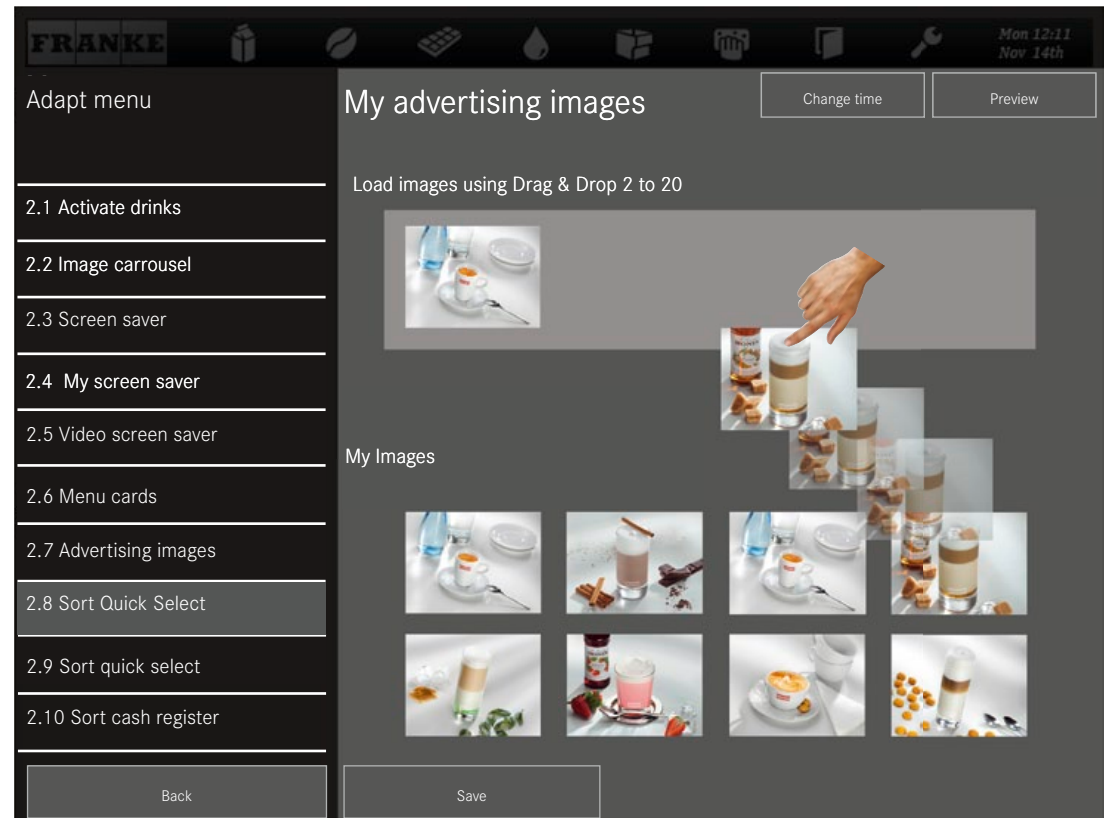 FRANKE
Mon 12:11
Nov 14th
Adapt menu
2.1 Activate drinks
2.2 Image carrousel
2.3 Screen saver
2.4 My screen saver
2.5 Video screen saver
2.6 Menu cards
2.7 Advertising images
2.8 Sort Quick Select
2.9 Sort quick select
2.10 Sort cash register
Back
My advertising images
Change time
Preview
Load images using Drag & Drop 2 to 20
My Images
Save